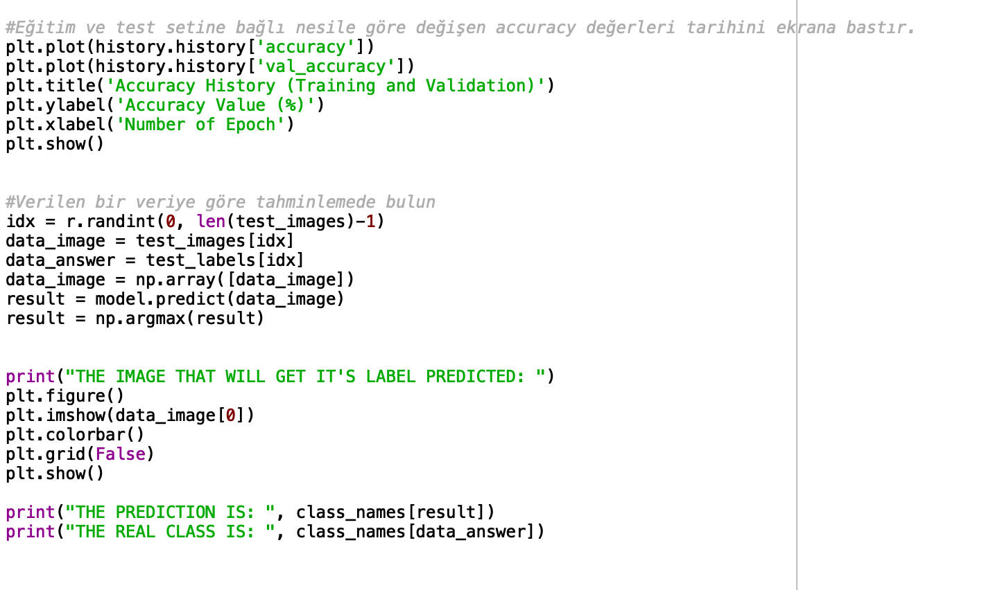 #Eğitim ve test setine bağlı nesile göre değişen accuracy değerleri tarihini ekrana bastır.
plt.plot(history.history['accuracy'])
plt.plot(history.history['val_accuracy'])
plt.title('Accuracy History (Training and Validation)')
plt.ylabel('Accuracy Value (%)')
plt.xlabel('Number of Epoch')
plt.show()
#Verilen bir veriye göre tahminlemede bulun
idx = r.randint(0, len(test_images)-1)
data_image = test_images[idx]
data_answer = test_labels[idx]
data_image = np.array([data_image])
result = model.predict(data_image)
result = np.argmax(result)
print("THE IMAGE THAT WILL GET IT'S LABEL PREDICTED: ")
plt.figure()
plt.imshow(data_image[0])
plt.colorbar()
plt.grid(False)
plt.show()
print("THE PREDICTION IS: ", class_names[result])
print("THE REAL CLASS IS: ", class_names[data_answer])